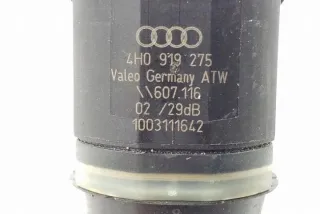 4H0 919 275
Valeo Germany ATW
\\607.116
02 /29dB
1003111642